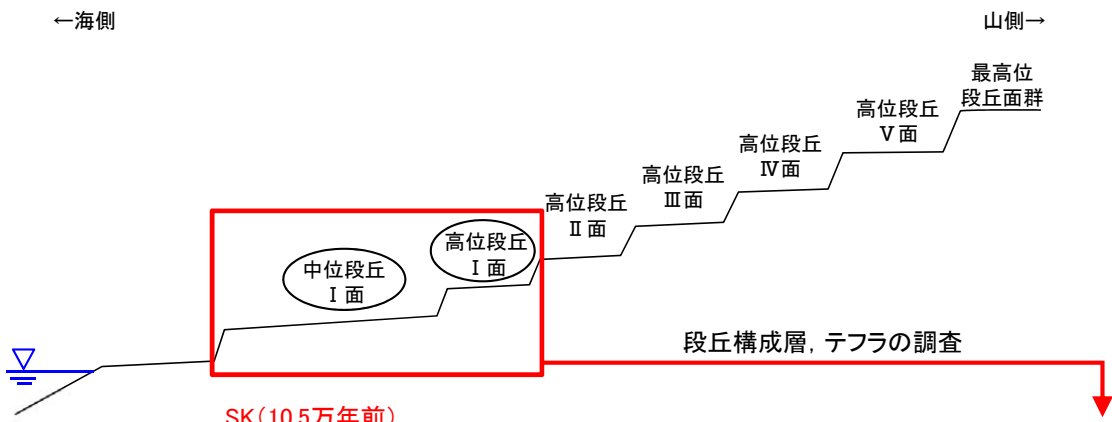 ←海側
山側→
最高位
段丘面群
高位段丘
Ⅴ面
高位段丘
Ⅳ面
高位段丘
Ⅲ面
高位段丘
Ⅱ面
高位段丘
Ⅰ面
中位段丘
Ⅰ面
段丘構成層，テフラの調査
SK（10.5万年前）